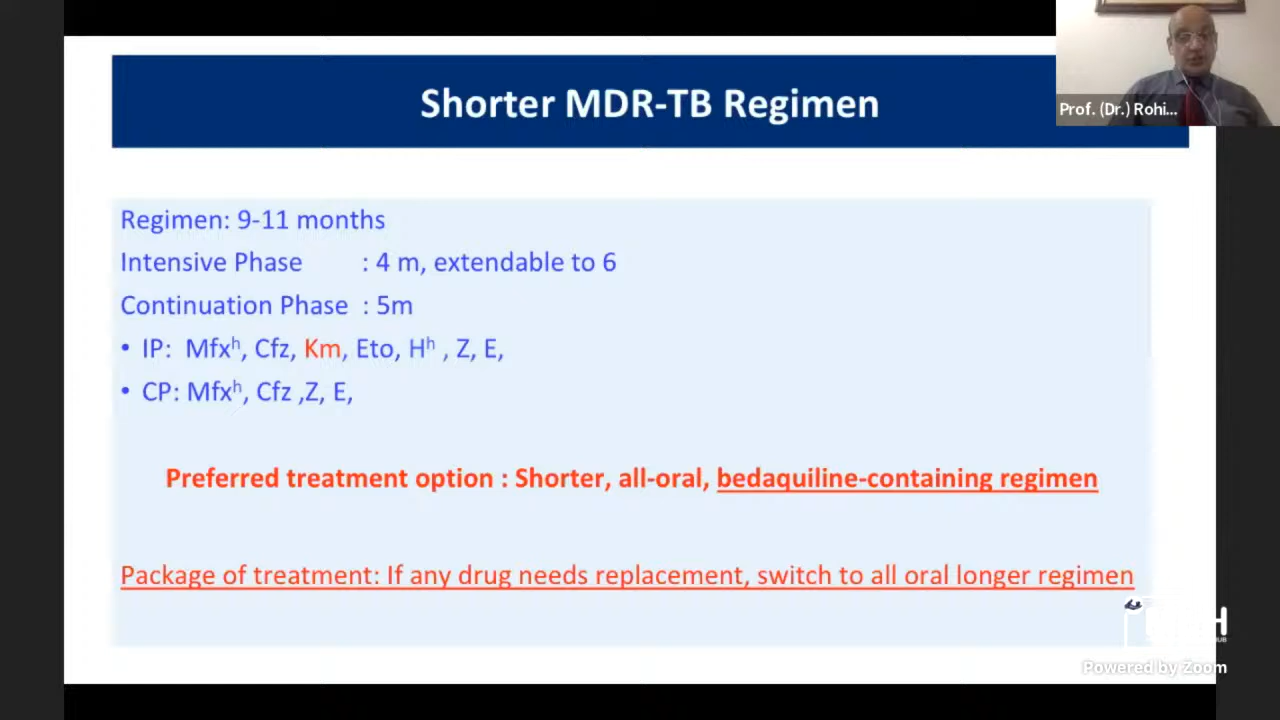 Shorter MDR-TB Regimen
Prof. (Dr.) Rohi...
Regimen: 9-11 months
Intensive Phase : 4 m, extendable to 6
Continuation Phase : 5m
• IP: Mfxʰ, Cfz, Km, Eto, Hʰ , Z, E,
• CP: Mfxʰ, Cfz ,Z, E,
Preferred treatment option : Shorter, all-oral, bedaquiline-containing regimen
Package of treatment: If any drug needs replacement, switch to all oral longer regimen
Powered by Zoom